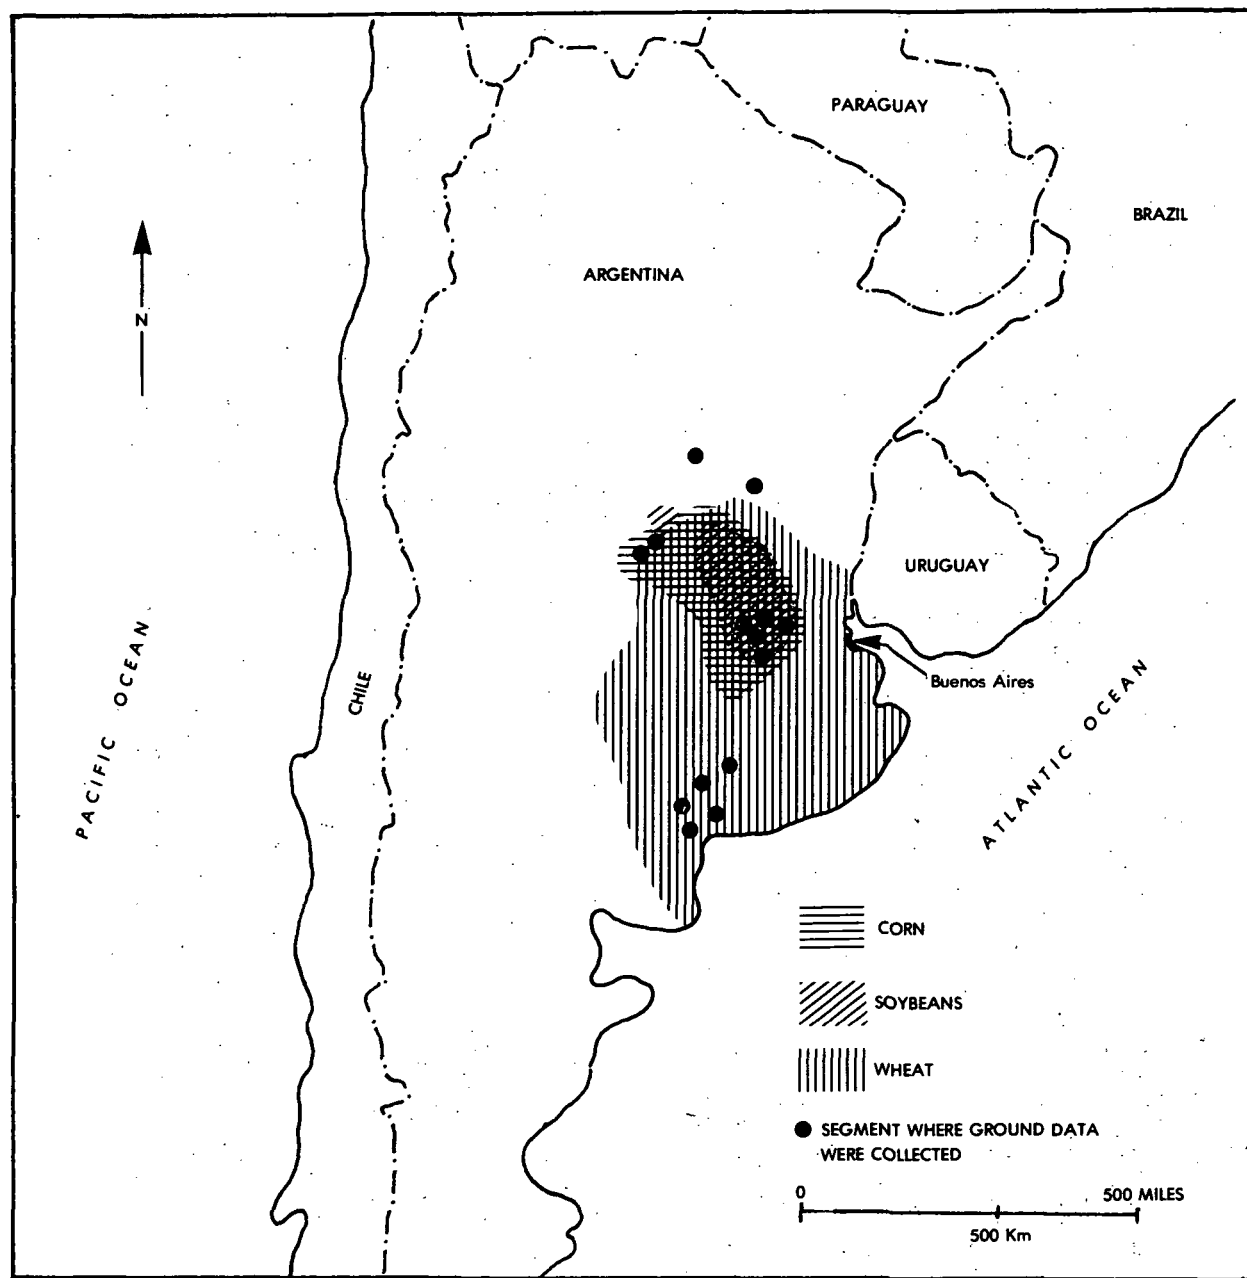 PARAGUAY
BRAZIL
ARGENTINA
N
URUGUAY
Buenos Aires
CHILE
PACIFIC OCEAN
ATLANTIC OCEAN
CORN
SOYBEANS
WHEAT
SEGMENT WHERE GROUND DATA
WERE COLLECTED
0 500 MILES
500 Km